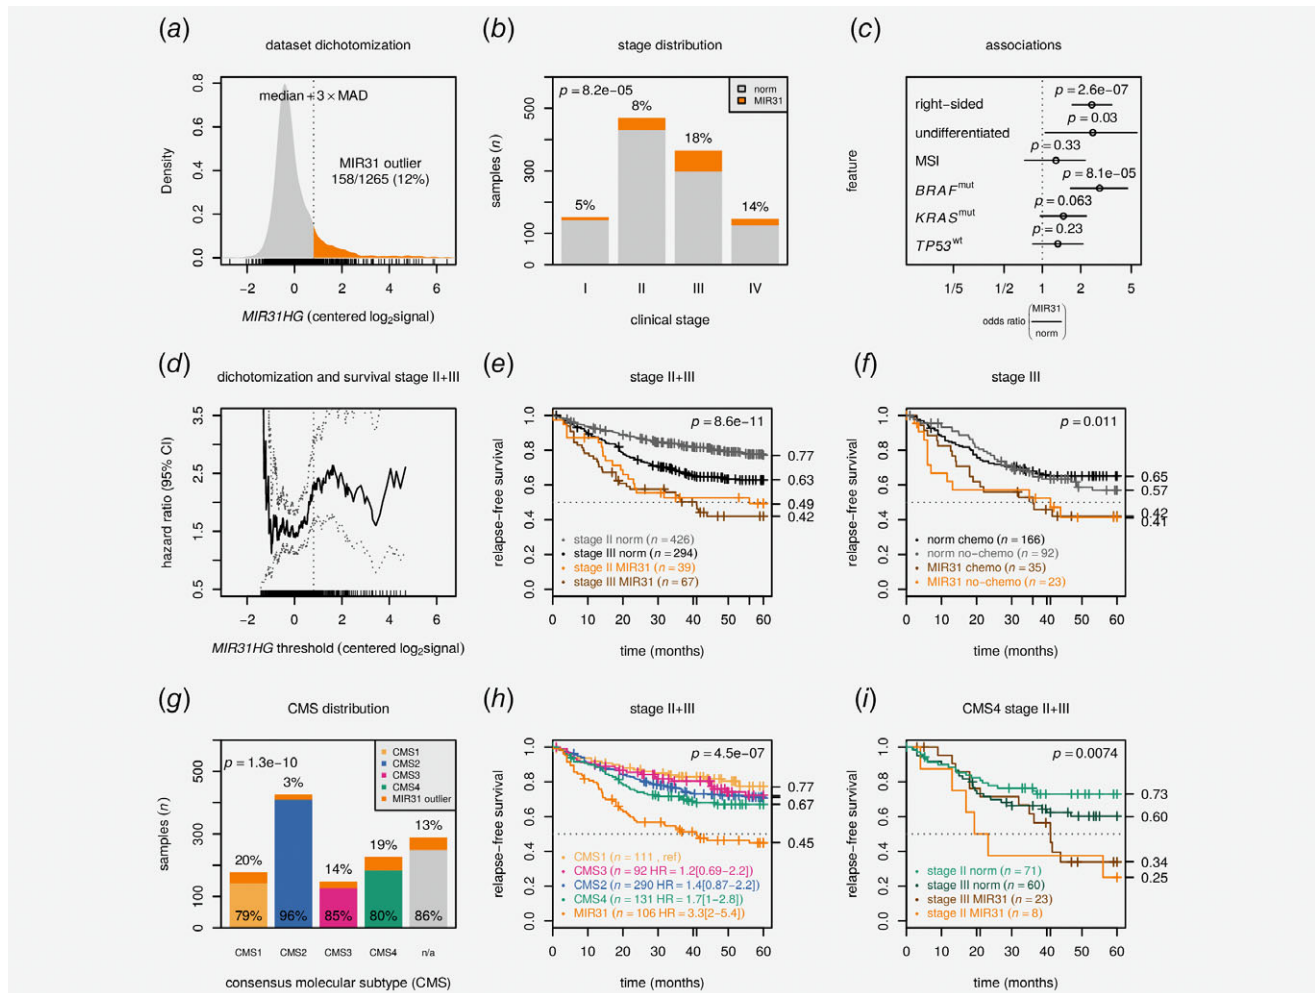 (a)
dataset dichotomization
Density
0.8
0.6
0.4
0.2
0.0
median + 3 × MAD
MIR31 outlier
158/1265 (12%)
−2 0 2 4 6
MIR31HG (centered log2signal)
(b)
stage distribution
samples (n)
500
300
100
0
p = 8.2e−05
norm
MIR31
5%
8%
18%
14%
I II III IV
clinical stage
(c)
associations
feature
right−sided
undifferentiated
MSI
BRAFmut
KRASmut
TP53wt
p = 2.6e−07
p = 0.03
p = 0.33
p = 8.1e−05
p = 0.063
p = 0.23
1/5 1/2 1 2 5
odds ratio (MIR31/norm)
(d)
dichotomization and survival stage II+III
hazard ratio (95% CI)
3.5
2.5
1.5
0.5
−2 0 2 4 6
MIR31HG threshold (centered log2signal)
(e)
stage II+III
relapse−free survival
1.0
0.8
0.6
0.4
0.2
0.0
p = 8.6e−11
0.77
0.63
0.49
0.42
stage II norm (n = 426)
stage III norm (n = 294)
stage II MIR31 (n = 39)
stage III MIR31 (n = 67)
0 10 20 30 40 50 60
time (months)
(f)
stage III
relapse−free survival
1.0
0.8
0.6
0.4
0.2
0.0
p = 0.011
0.65
0.57
0.42
0.41
norm chemo (n = 166)
norm no−chemo (n = 92)
MIR31 chemo (n = 35)
MIR31 no−chemo (n = 23)
0 10 20 30 40 50 60
time (months)
(g)
CMS distribution
samples (n)
500
300
100
0
p = 1.3e−10
CMS1
CMS2
CMS3
CMS4
MIR31 outlier
20%
3%
14%
19%
13%
79%
96%
85%
80%
86%
CMS1 CMS2 CMS3 CMS4 n/a
consensus molecular subtype (CMS)
(h)
stage II+III
relapse−free survival
1.0
0.8
0.6
0.4
0.2
0.0
p = 4.5e−07
0.77
0.67
0.45
CMS1 (n = 111 , ref)
CMS3 (n = 92 HR = 1.2[0.69−2.2])
CMS2 (n = 290 HR = 1.4[0.87−2.2])
CMS4 (n = 131 HR = 1.7[1−2.8])
MIR31 (n = 106 HR = 3.3[2−5.4])
0 10 20 30 40 50 60
time (months)
(i)
CMS4 stage II+III
relapse−free survival
1.0
0.8
0.6
0.4
0.2
0.0
p = 0.0074
0.73
0.60
0.34
0.25
stage II norm (n = 71)
stage III norm (n = 60)
stage III MIR31 (n = 23)
stage II MIR31 (n = 8)
0 10 20 30 40 50 60
time (months)